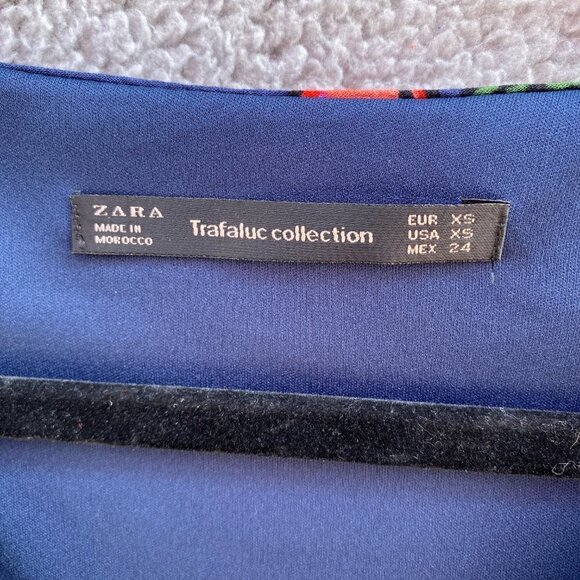 ZARA
MADE IN
MOROCCO
Trafaluc collection
EUR XS
USA XS
MEX 24